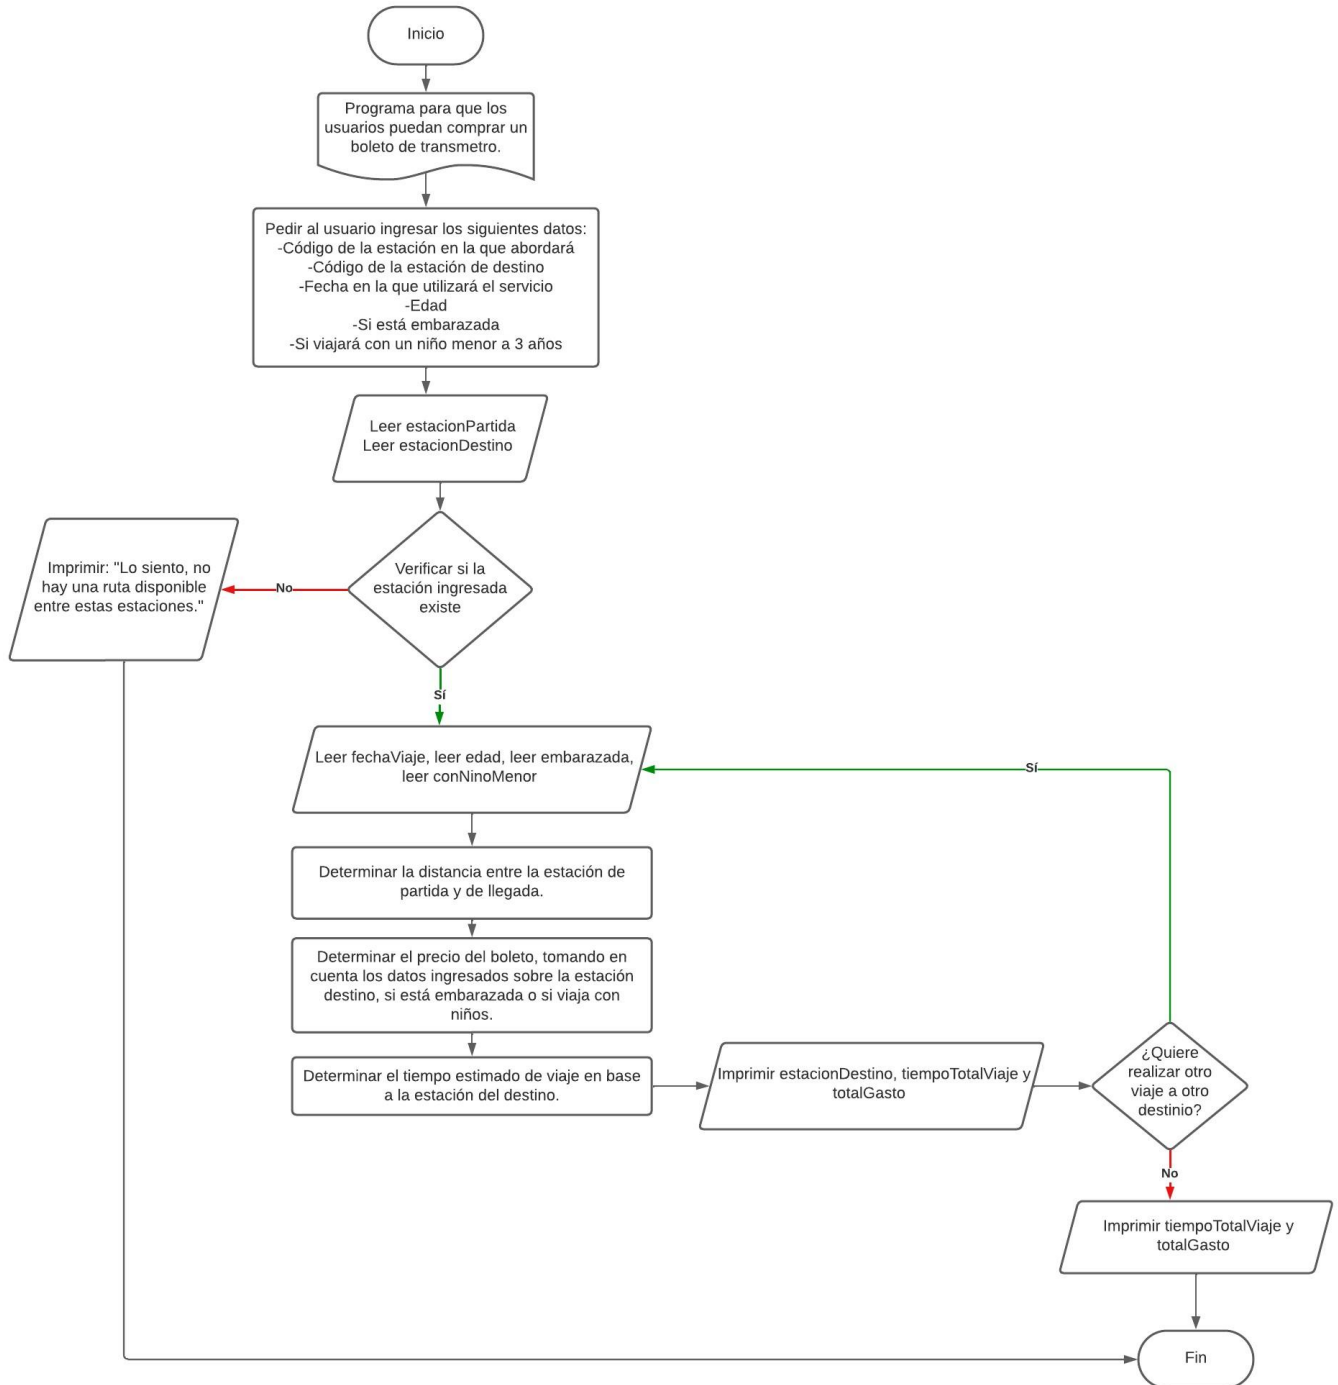 Inicio
Programa para que los
usuarios puedan comprar un
boleto de transmetro.
Pedir al usuario ingresar los siguientes datos:
-Código de la estación en la que abordará
-Código de la estación de destino
-Fecha en la que utilizará el servicio
-Edad
-Si está embarazada
-Si viajará con un niño menor a 3 años
Leer estacionPartida
Leer estacionDestino
Verificar si la
estación ingresada
existe
No
Imprimir: "Lo siento, no
hay una ruta disponible
entre estas estaciones."
Sí
Leer fechaViaje, leer edad, leer embarazada,
leer conNinoMenor
Sí
Determinar la distancia entre la estación de
partida y de llegada.
Determinar el precio del boleto, tomando en
cuenta los datos ingresados sobre la estación
destino, si está embarazada o si viaja con
niños.
Determinar el tiempo estimado de viaje en base
a la estación del destino.
Imprimir estacionDestino, tiempoTotalViaje y
totalGasto
¿Quiere
realizar otro
viaje a otro
destinio?
No
Imprimir tiempoTotalViaje y
totalGasto
Fin